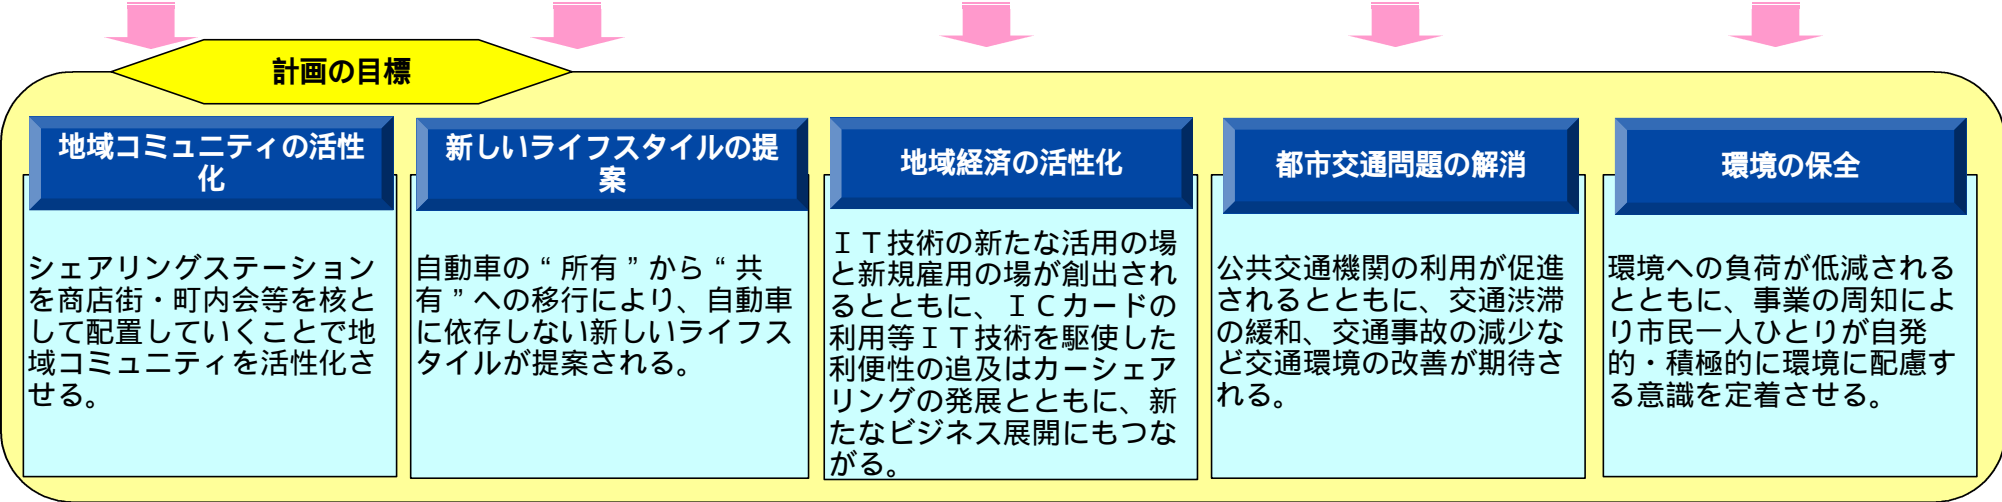 計画の目標
地域コミュニティの活性
化
シェアリングステーション
を商店街・町内会等を核と
して配置していくことで地
域コミュニティを活性化さ
せる。
新しいライフスタイルの提
案
自動車の“所有”から“共
有”への移行により、自動車
に依存しない新しいライフス
タイルが提案される。
地域経済の活性化
ＩＴ技術の新たな活用の場
と新規雇用の場が創出され
るとともに、ＩＣカードの
利用等ＩＴ技術を駆使した
利便性の追及はカーシェア
リングの発展とともに、新
たなビジネス展開にもつな
がる。
都市交通問題の解消
公共交通機関の利用が促進
されるとともに、交通渋滞
の緩和、交通事故の減少な
ど交通環境の改善が期待さ
れる。
環境の保全
環境への負荷が低減される
とともに、事業の周知によ
り市民一人ひとりが自発
的・積極的に環境に配慮す
る意識を定着させる。